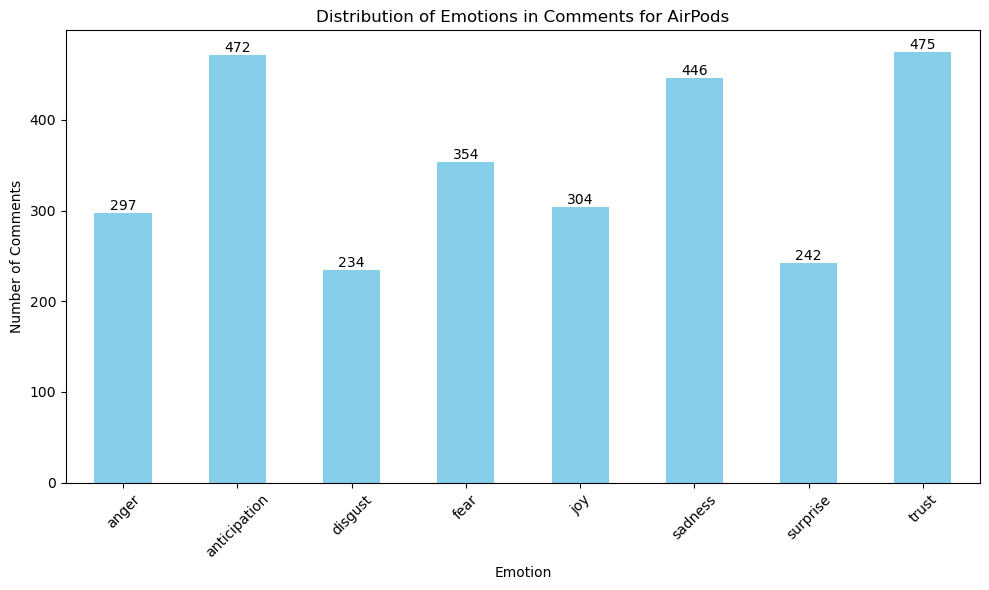 Distribution of Emotions in Comments for AirPods
Number of Comments
400
300
200
100
0
297
472
234
354
304
446
242
475
anger
anticipation
disgust
fear
joy
sadness
surprise
trust
Emotion